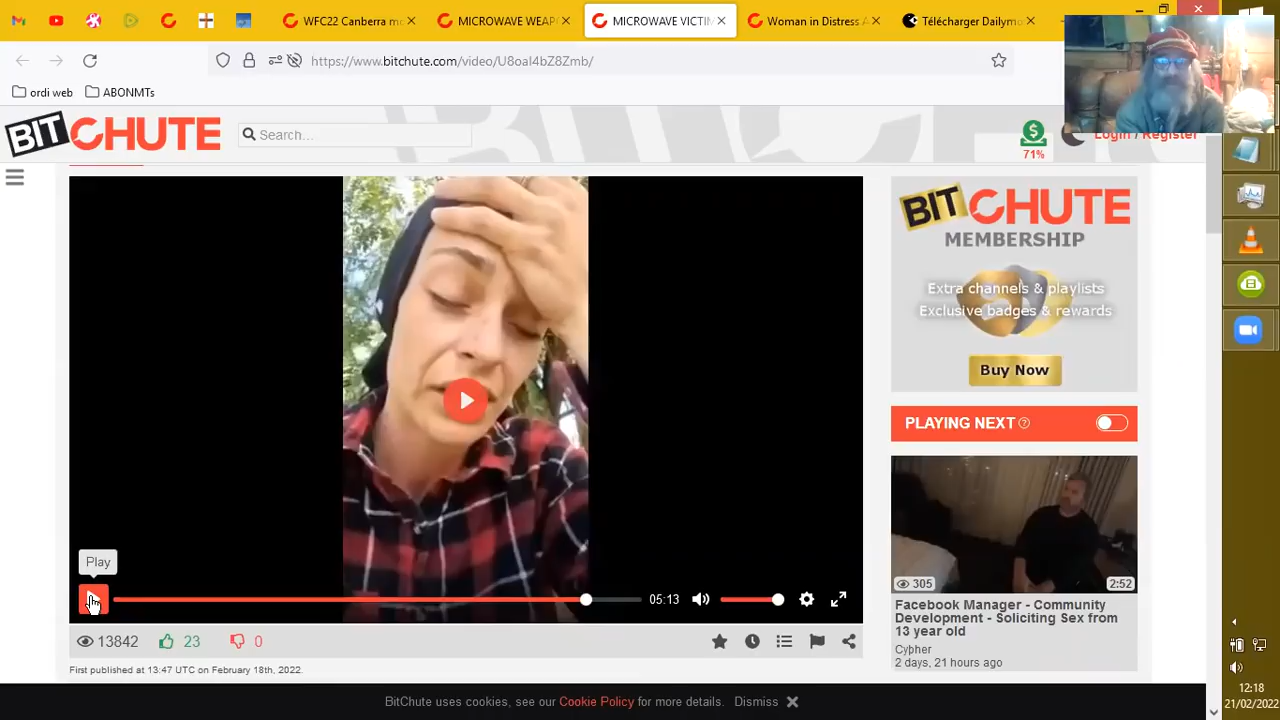 WFC22 Canberra mo
MICROWAVE WEAP
MICROWAVE VICTIM
Woman in Distress A
Télécharger Dailymo
https://www.bitchute.com/video/U8oal4bZ8Zmb/
ordi web
ABONMTs
BITCHUTE
Search...
71%
Login / Register
BITCHUTE
MEMBERSHIP
Extra channels & playlists
Exclusive badges & rewards
Buy Now
PLAYING NEXT
305
2:52
Facebook Manager - Community
Development - Soliciting Sex from
13 year old
Cypher
2 days, 21 hours ago
Play
05:13
13842
23
0
First published at 13:47 UTC on February 18th, 2022.
BitChute uses cookies, see our Cookie Policy for more details. Dismiss
12:18
21/02/2022